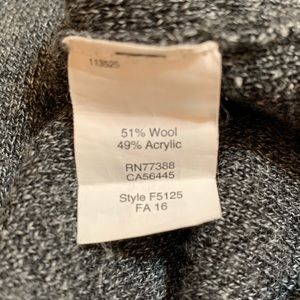 113525
51% Wool
49% Acrylic
RN77388
CA56445
Style F5125
FA 16